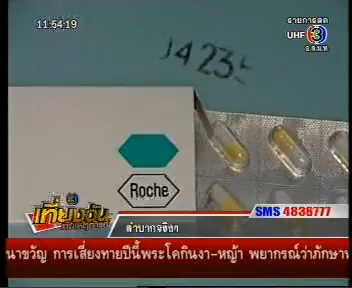 11:54:19
รายการสด
UHF 3
อ.ส.ม.ท
Roche
เที่ยงวัน
SMS 4838777
ลำบากจังๆ
นาขวัญ การเสี่ยงทายปีนี้พระโคกินงา-หญ้า พยากรณ์ว่าภักษาห